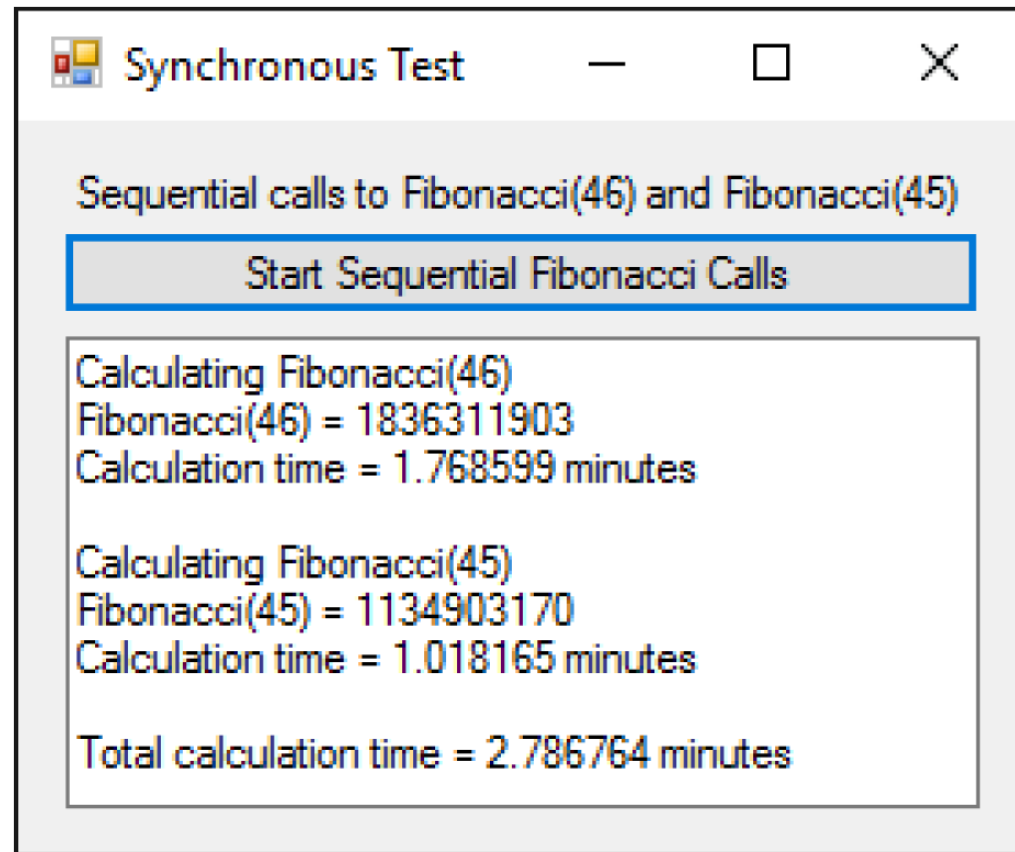 Synchronous Test
Sequential calls to Fibonacci(46) and Fibonacci(45)
Start Sequential Fibonacci Calls
Calculating Fibonacci(46)
Fibonacci(46) = 1836311903
Calculation time = 1.768599 minutes
Calculating Fibonacci(45)
Fibonacci(45) = 1134903170
Calculation time = 1.018165 minutes
Total calculation time = 2.786764 minutes